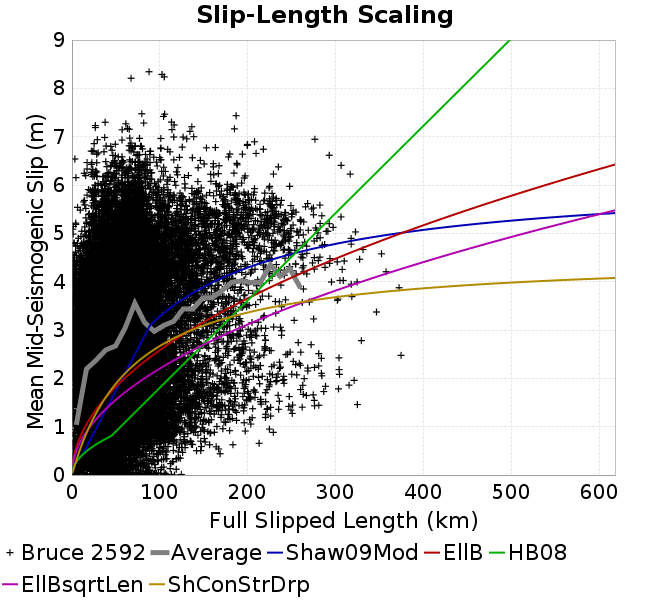 Slip-Length Scaling
Mean Mid-Seismogenic Slip (m)
9
8
7
6
5
4
3
2
1
0
0 100 200 300 400 500 600
Full Slipped Length (km)
Bruce 2592 Average Shaw09Mod EllB HB08
EllBsqrtLen ShConStrDrp